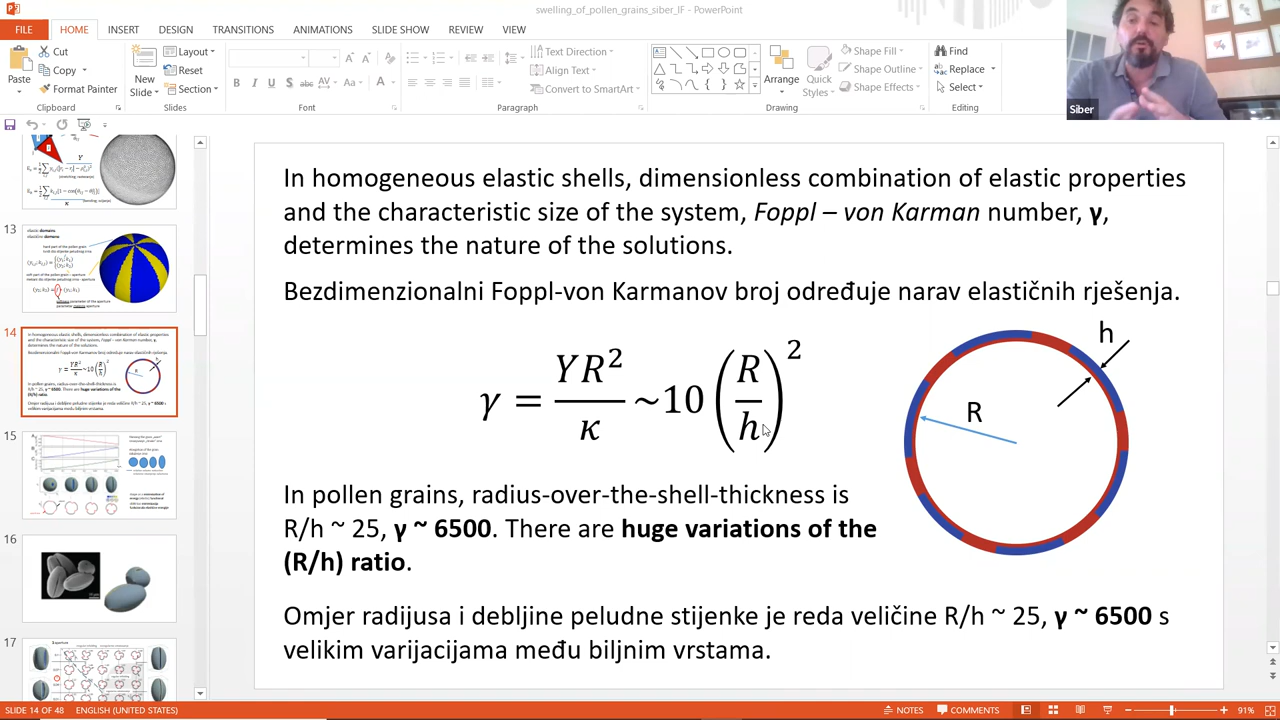 swelling_of_pollen_grains_siber_IF - PowerPoint
FILE HOME INSERT DESIGN TRANSITIONS ANIMATIONS SLIDE SHOW REVIEW VIEW
Paste
Cut
Copy
Format Painter
Clipboard
New Slide
Layout
Reset
Section
Slides
Font
Text Direction
Align Text
Convert to SmartArt
Paragraph
Arrange
Quick Styles
Shape Fill
Shape Outline
Shape Effects
Drawing
Find
Replace
Select
Editing
Siber
13
14
15
16
17
In homogeneous elastic shells, dimensionless combination of elastic properties
and the characteristic size of the system, Foppl – von Karman number, γ,
determines the nature of the solutions.
Bezdimenzionalni Foppl-von Karmanov broj određuje narav elastičnih rješenja.
γ = YR²/κ ~10 (R/h)²
h
R
In pollen grains, radius-over-the-shell-thickness is
R/h ~ 25, γ ~ 6500. There are huge variations of the
(R/h) ratio.
Omjer radijusa i debljine peludne stijenke je reda veličine R/h ~ 25, γ ~ 6500 s
velikim varijacijama među biljnim vrstama.
SLIDE 14 OF 48 ENGLISH (UNITED STATES) NOTES COMMENTS 91%